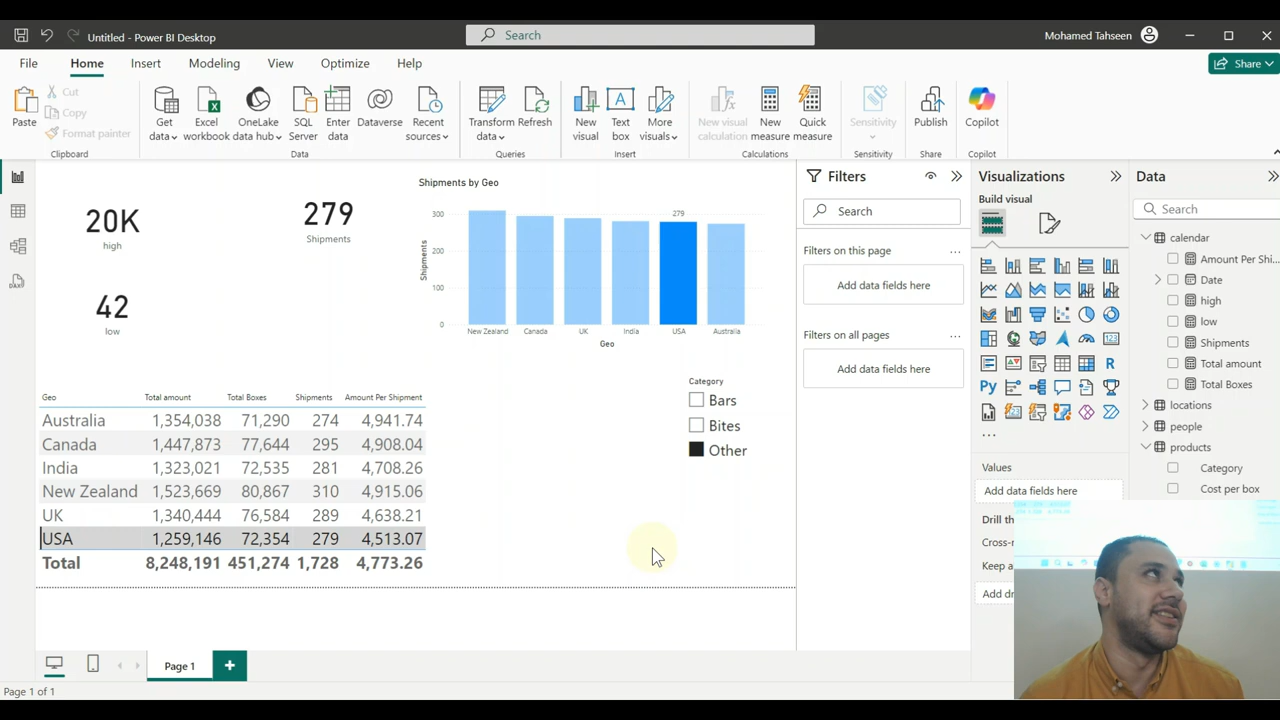 Untitled - Power BI Desktop
Search
Mohamed Tahseen
File Home Insert Modeling View Optimize Help
Share
Paste
Cut
Copy
Format painter
Clipboard
Get data
Excel workbook
OneLake data hub
SQL Server
Enter data
Dataverse
Recent sources
Data
Transform data
Refresh
Queries
New visual
Text box
More visuals
Insert
New visual calculation
New measure
Quick measure
Calculations
Sensitivity
Sensitivity
Publish
Share
Copilot
Copilot
20K
high
279
Shipments
42
low
Shipments by Geo
Shipments
300
200
100
0
279
New Zealand Canada UK India USA Australia
Geo
Category
Bars
Bites
Other
Geo Total amount Total Boxes Shipments Amount Per Shipment
Australia 1,354,038 71,290 274 4,941.74
Canada 1,447,873 77,644 295 4,908.04
India 1,323,021 72,535 281 4,708.26
New Zealand 1,523,669 80,867 310 4,915.06
UK 1,340,444 76,584 289 4,638.21
USA 1,259,146 72,354 279 4,513.07
Total 8,248,191 451,274 1,728 4,773.26
Filters
Search
Filters on this page ...
Add data fields here
Filters on all pages ...
Add data fields here
Visualizations
Build visual
R
Py
123
...
Values
Add data fields here
Drill th
Cross-r
Keep a
Add dr
Data
Search
calendar
Amount Per Shi...
Date
high
low
Shipments
Total amount
Total Boxes
locations
people
products
Category
Cost per box
Page 1
Page 1 of 1